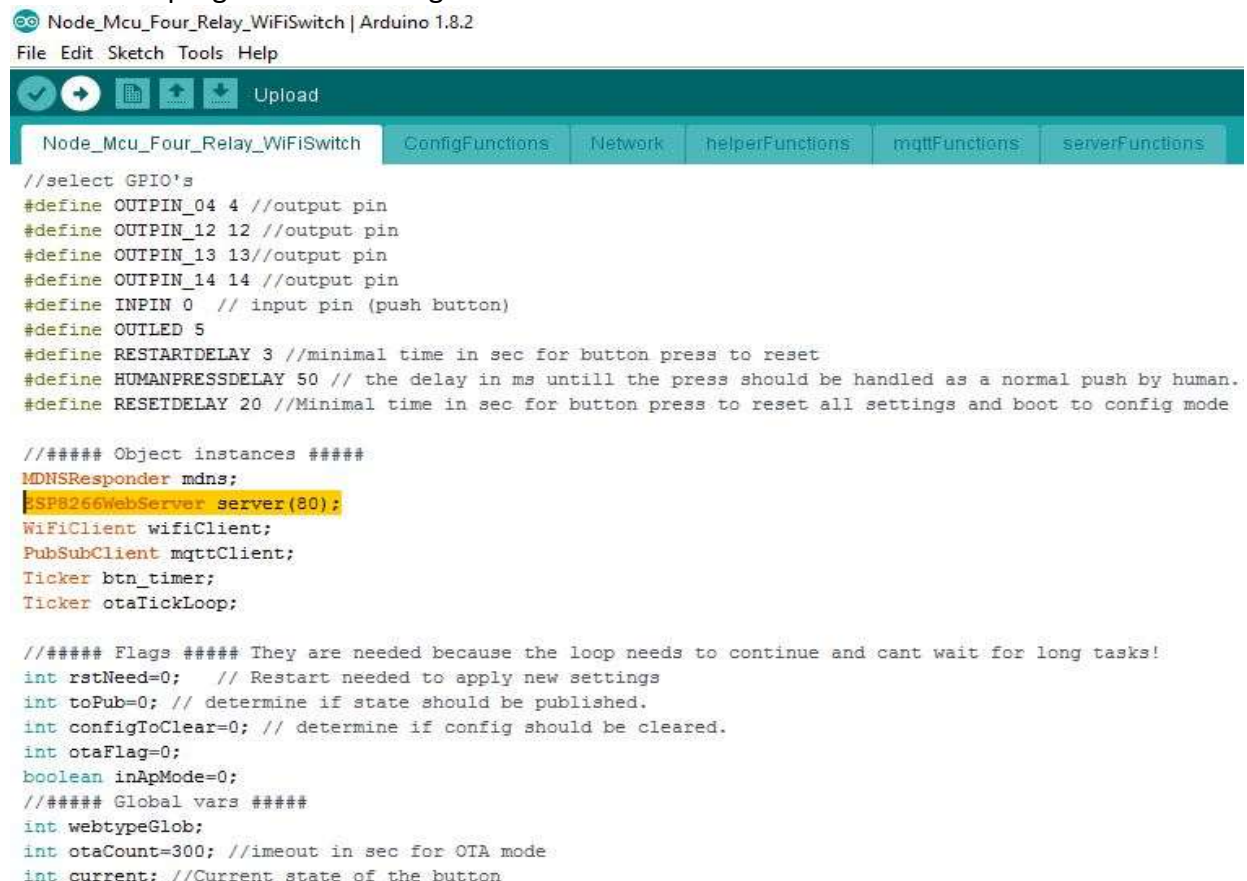 Node_Mcu_Four_Relay_WiFiSwitch | Arduino 1.8.2
File Edit Sketch Tools Help
Upload
Node_Mcu_Four_Relay_WiFiSwitch ConfigFunctions Network helperFunctions mqttFunctions serverFunctions
//select GPIO's
#define OUTPIN_04 4 //output pin
#define OUTPIN_12 12 //output pin
#define OUTPIN_13 13//output pin
#define OUTPIN_14 14 //output pin
#define INPIN 0 // input pin (push button)
#define OUTLED 5
#define RESTARTDELAY 3 //minimal time in sec for button press to reset
#define HUMANPRESSDELAY 50 // the delay in ms untill the press should be handled as a normal push by human.
#define RESETDELAY 20 //Minimal time in sec for button press to reset all settings and boot to config mode
//##### Object instances #####
MDNSResponder mdns;
ESP8266WebServer server(80);
WiFiClient wifiClient;
PubSubClient mqttClient;
Ticker btn_timer;
Ticker otaTickLoop;
//##### Flags ##### They are needed because the loop needs to continue and cant wait for long tasks!
int rstNeed=0; // Restart needed to apply new settings
int toPub=0; // determine if state should be published.
int configToClear=0; // determine if config should be cleared.
int otaFlag=0;
boolean inApMode=0;
//##### Global vars #####
int webtypeGlob;
int otaCount=300; //imeout in sec for OTA mode
int current; //Current state of the button